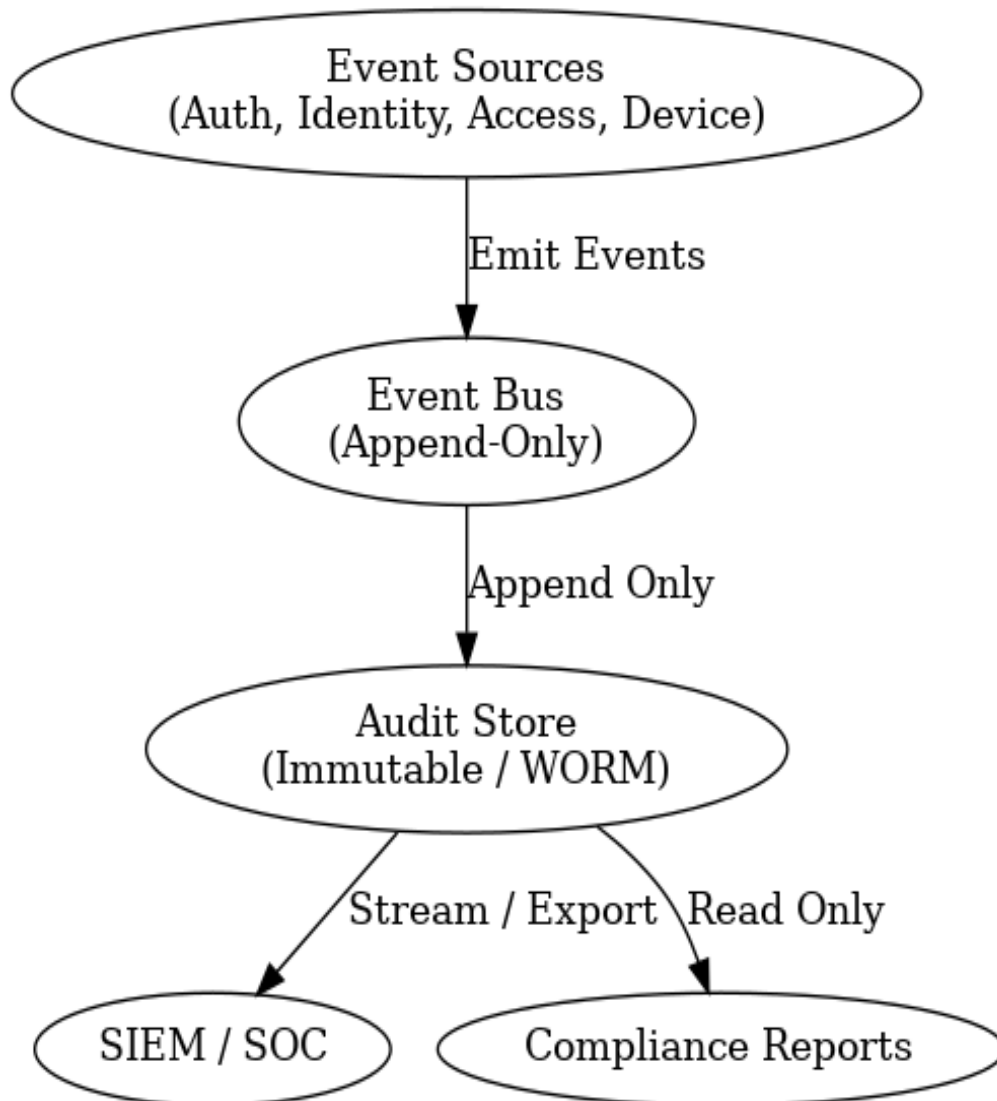 Event Sources
(Auth, Identity, Access, Device)
Emit Events
Event Bus
(Append-Only)
Append Only
Audit Store
(Immutable / WORM)
Stream / Export
Read Only
SIEM / SOC
Compliance Reports